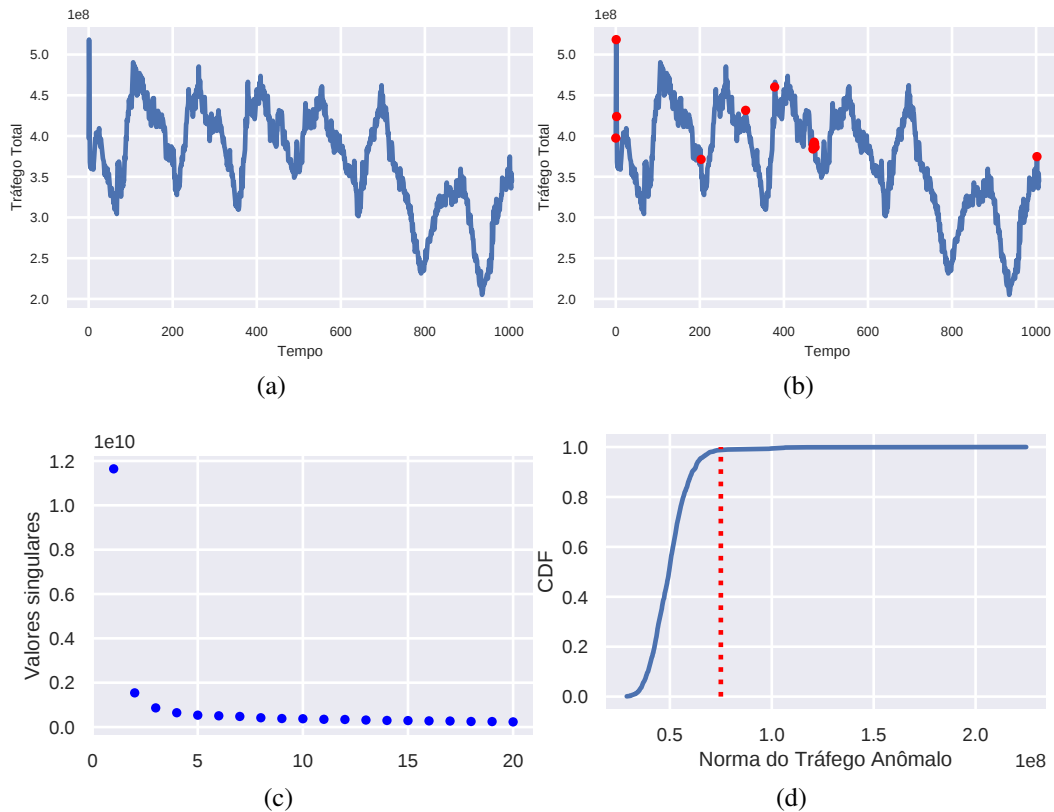 1e8
5.0
4.5
4.0
3.5
3.0
2.5
2.0
Tráfego Total
0 200 400 600 800 1000
Tempo
(a)
1e8
5.0
4.5
4.0
3.5
3.0
2.5
2.0
Tráfego Total
0 200 400 600 800 1000
Tempo
(b)
1e10
1.2
1.0
0.8
0.6
0.4
0.2
0.0
Valores singulares
0 5 10 15 20
(c)
1.0
0.8
0.6
0.4
0.2
0.0
CDF
0.5 1.0 1.5 2.0
Norma do Tráfego Anômalo
1e8
(d)